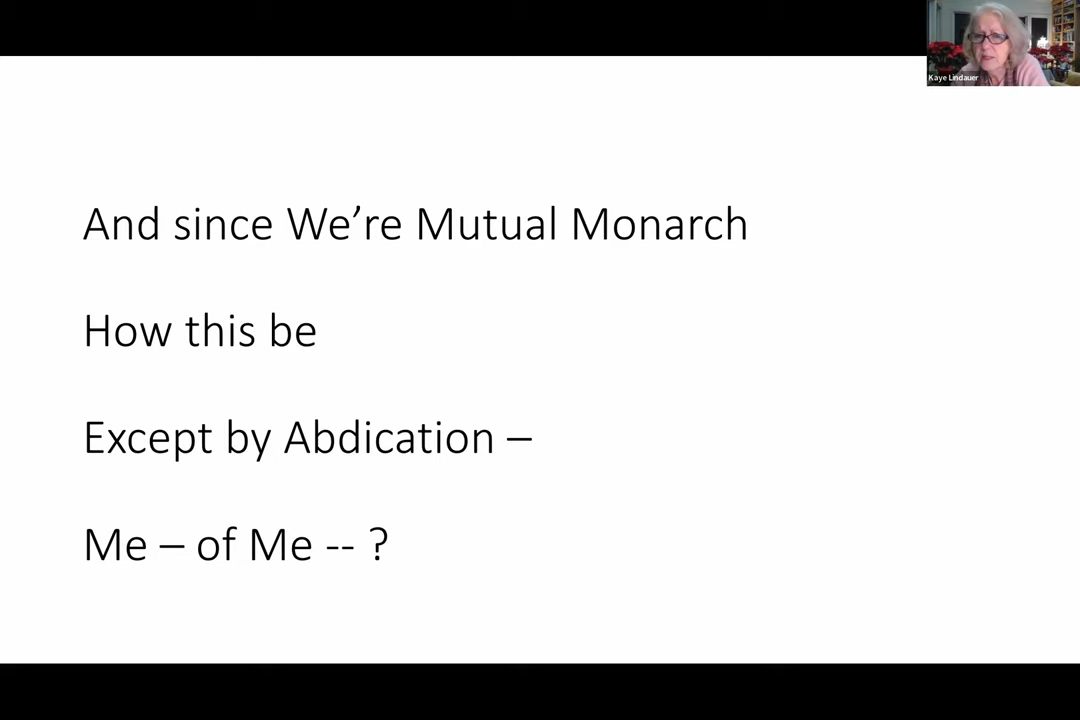 Kaye Lindauer
And since We’re Mutual Monarch
How this be
Except by Abdication –
Me – of Me -- ?